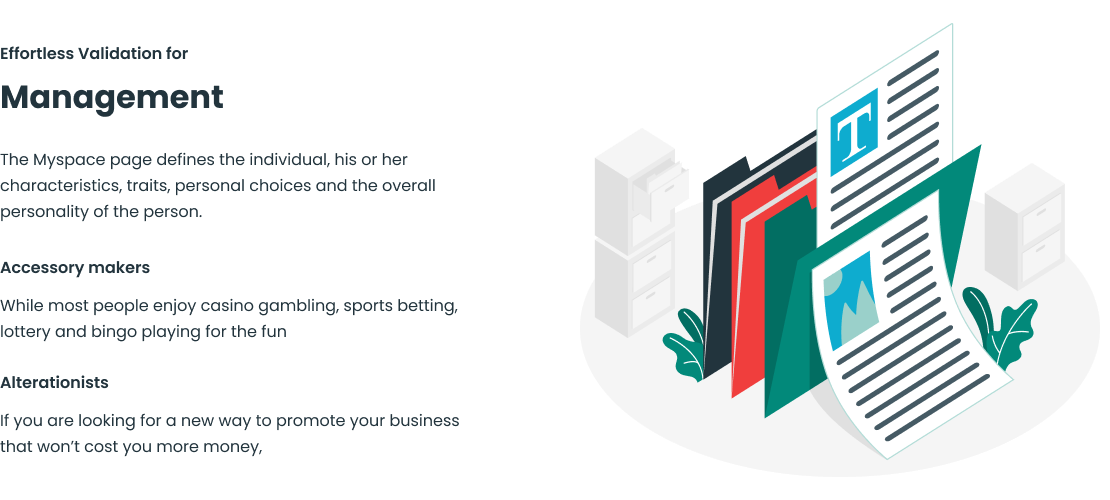 Effortless Validation for
Management
The Myspace page defines the individual, his or her
characteristics, traits, personal choices and the overall
personality of the person.
Accessory makers
While most people enjoy casino gambling, sports betting,
lottery and bingo playing for the fun
Alterationists
If you are looking for a new way to promote your business
that won’t cost you more money,
T